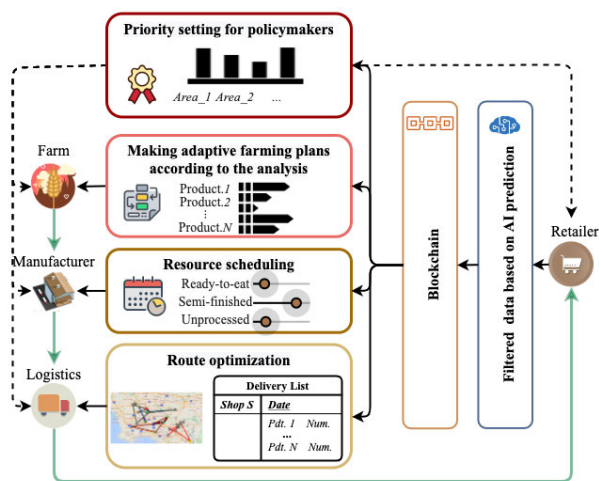 Priority setting for policymakers
Area_1 Area_2 ...
Farm
Making adaptive farming plans
according to the analysis
Product.1
Product.2
⋮
Product.N
Manufacturer
Resource scheduling
Ready-to-eat
Semi-finished
Unprocessed
Logistics
Route optimization
Delivery List
Shop S Date
Pdt. 1 Num.
...
Pdt. N Num.
Blockchain
Filtered data based on AI prediction
Retailer